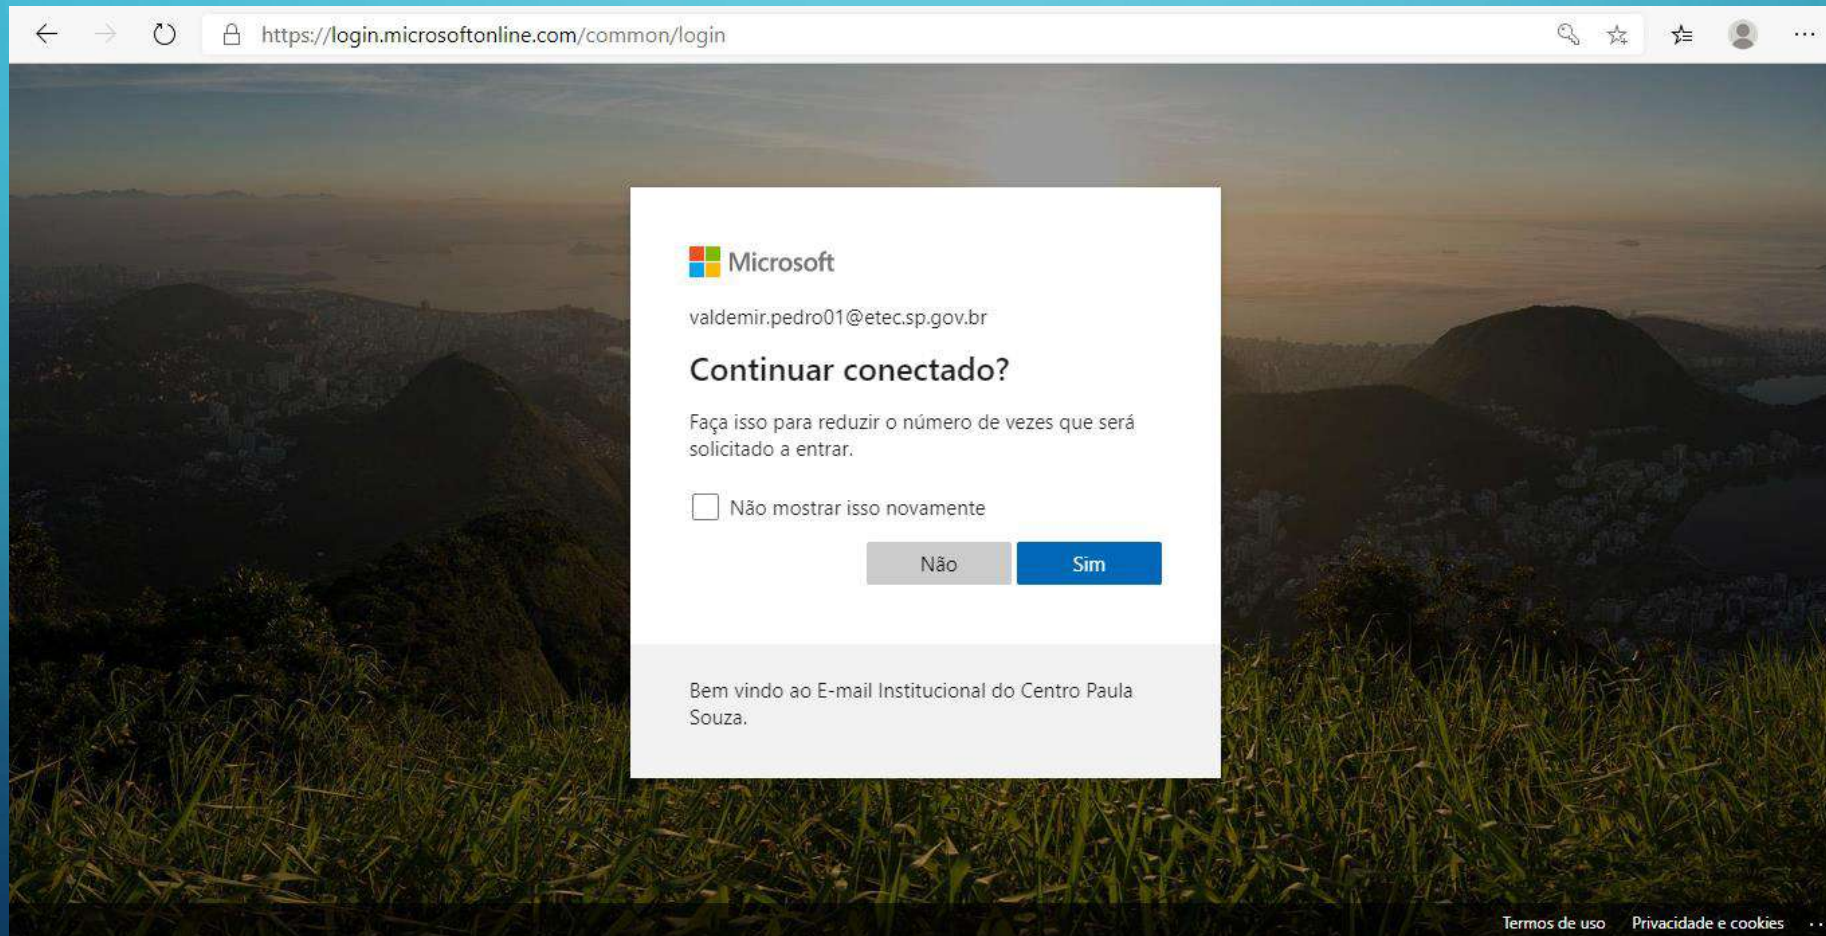 https://login.microsoftonline.com/common/login
Microsoft
valdemir.pedro01@etec.sp.gov.br
Continuar conectado?
Faça isso para reduzir o número de vezes que será
solicitado a entrar.
Não mostrar isso novamente
Não Sim
Bem vindo ao E-mail Institucional do Centro Paula
Souza.
Termos de uso Privacidade e cookies